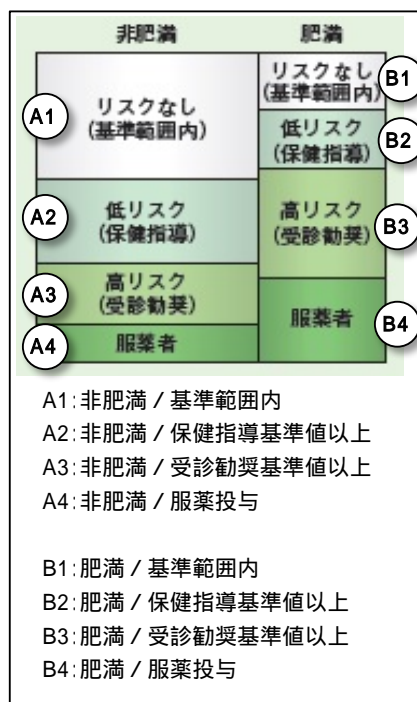 非肥満
肥満
A1
リスクなし
(基準範囲内)
A2
低リスク
(保健指導)
A3
高リスク
(受診勧奨)
A4
服薬者
リスクなし
(基準範囲内)
B1
低リスク
(保健指導)
B2
高リスク
(受診勧奨)
B3
服薬者
B4
A1:非肥満/基準範囲内
A2:非肥満/保健指導基準値以上
A3:非肥満/受診勧奨基準値以上
A4:非肥満/服薬投与
B1:肥満/基準範囲内
B2:肥満/保健指導基準値以上
B3:肥満/受診勧奨基準値以上
B4:肥満/服薬投与